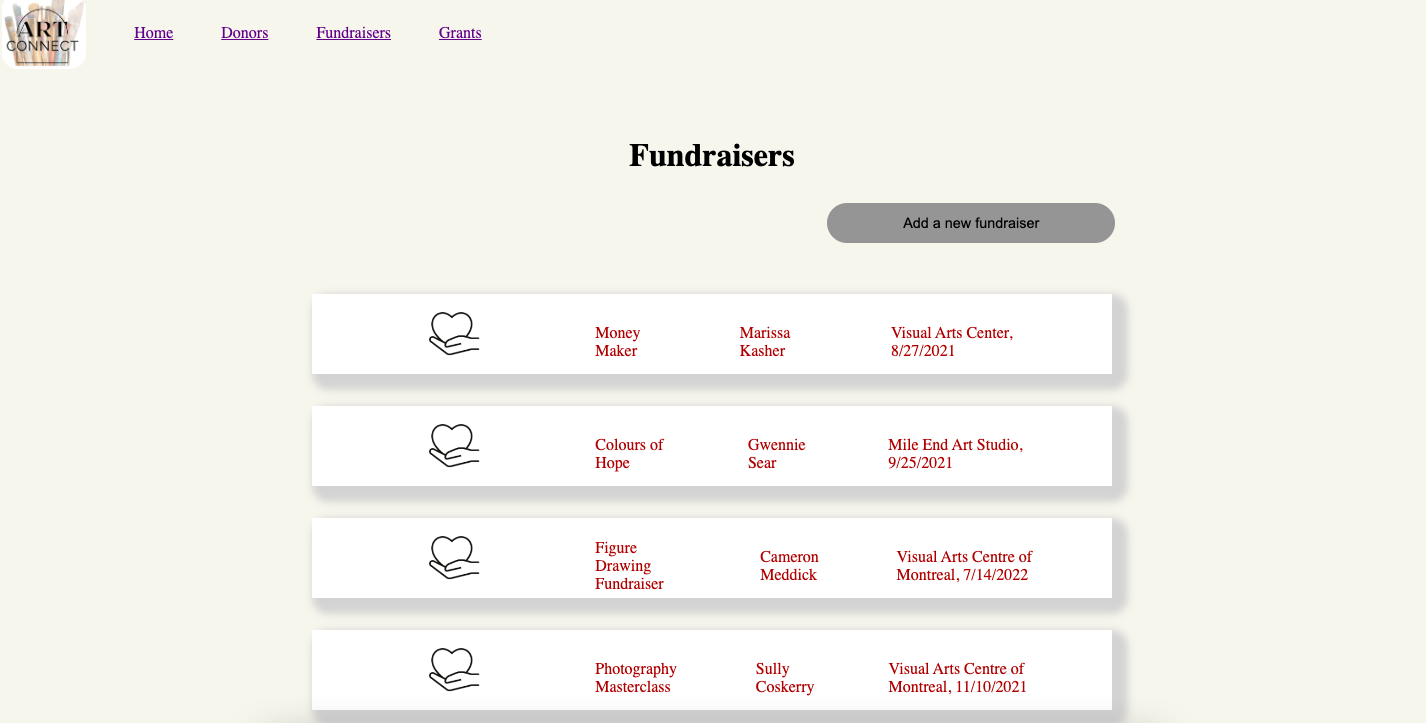 ART
CONNECT
Home
Donors
Fundraisers
Grants
Fundraisers
Add a new fundraiser
Money
Maker
Marissa
Kasher
Visual Arts Center,
8/27/2021
Colours of
Hope
Gwennie
Sear
Mile End Art Studio,
9/25/2021
Figure
Drawing
Fundraiser
Cameron
Meddick
Visual Arts Centre of
Montreal, 7/14/2022
Photography
Masterclass
Sully
Coskerry
Visual Arts Centre of
Montreal, 11/10/2021